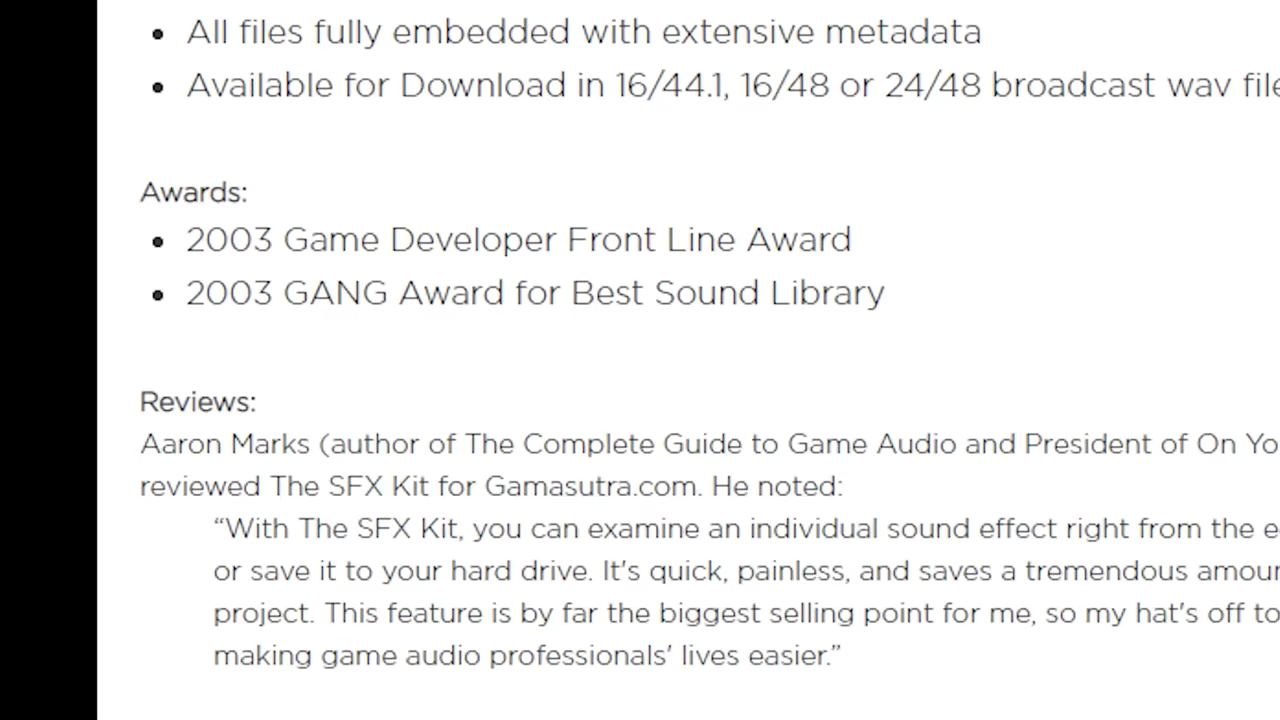 All files fully embedded with extensive metadata
Available for Download in 16/44.1, 16/48 or 24/48 broadcast wav
Awards:
2003 Game Developer Front Line Award
2003 GANG Award for Best Sound Library
Reviews:
Aaron Marks (author of The Complete Guide to Game Audio and President of On
reviewed The SFX Kit for Gamasutra.com. He noted:
“With The SFX Kit, you can examine an individual sound effect right from the
or save it to your hard drive. It's quick, painless, and saves a tremendous
project. This feature is by far the biggest selling point for me, so my hat's off to
making game audio professionals' lives easier.”